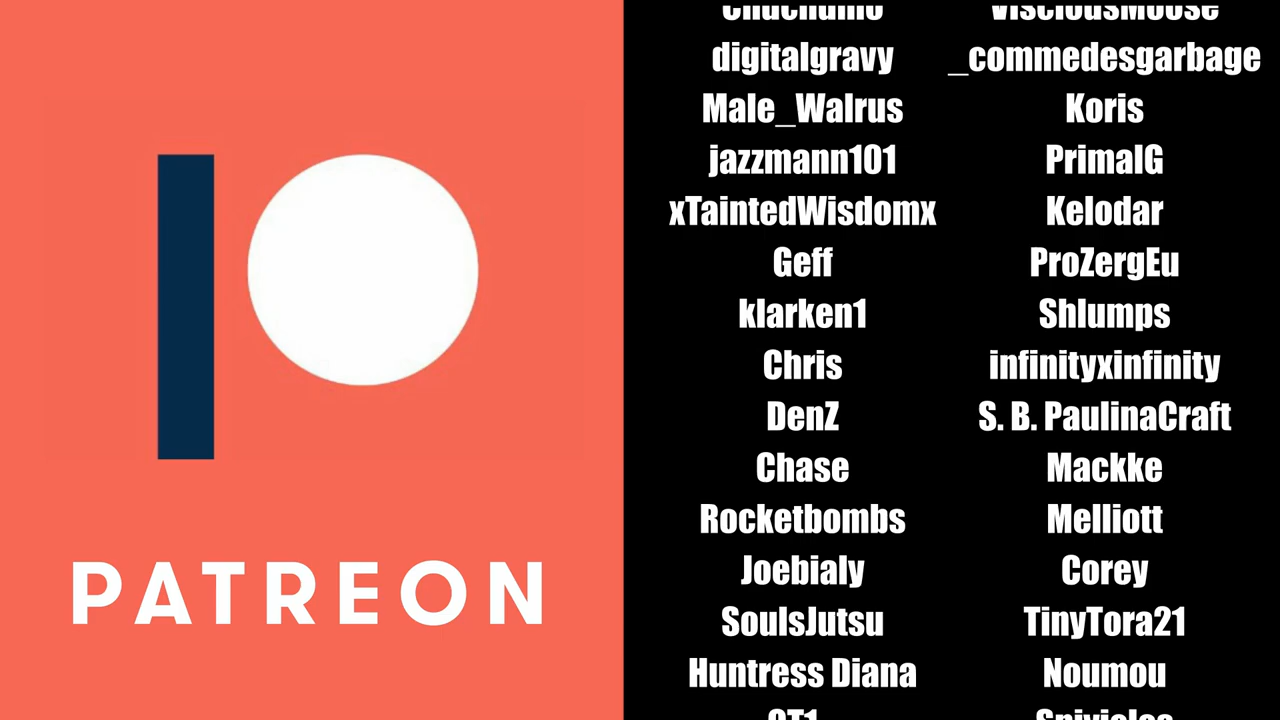 PATREON
digitalgravy
Male_Walrus
jazzmann101
xTaintedWisdomx
Geff
klarken1
Chris
DenZ
Chase
Rocketbombs
Joebialy
SoulsJutsu
Huntress Diana
VisciousMoose
_commedesgarbage
Koris
PrimalG
Kelodar
ProZergEu
Shlumps
infinityxinfinity
S. B. PaulinaCraft
Mackke
Melliott
Corey
TinyTora21
Noumou